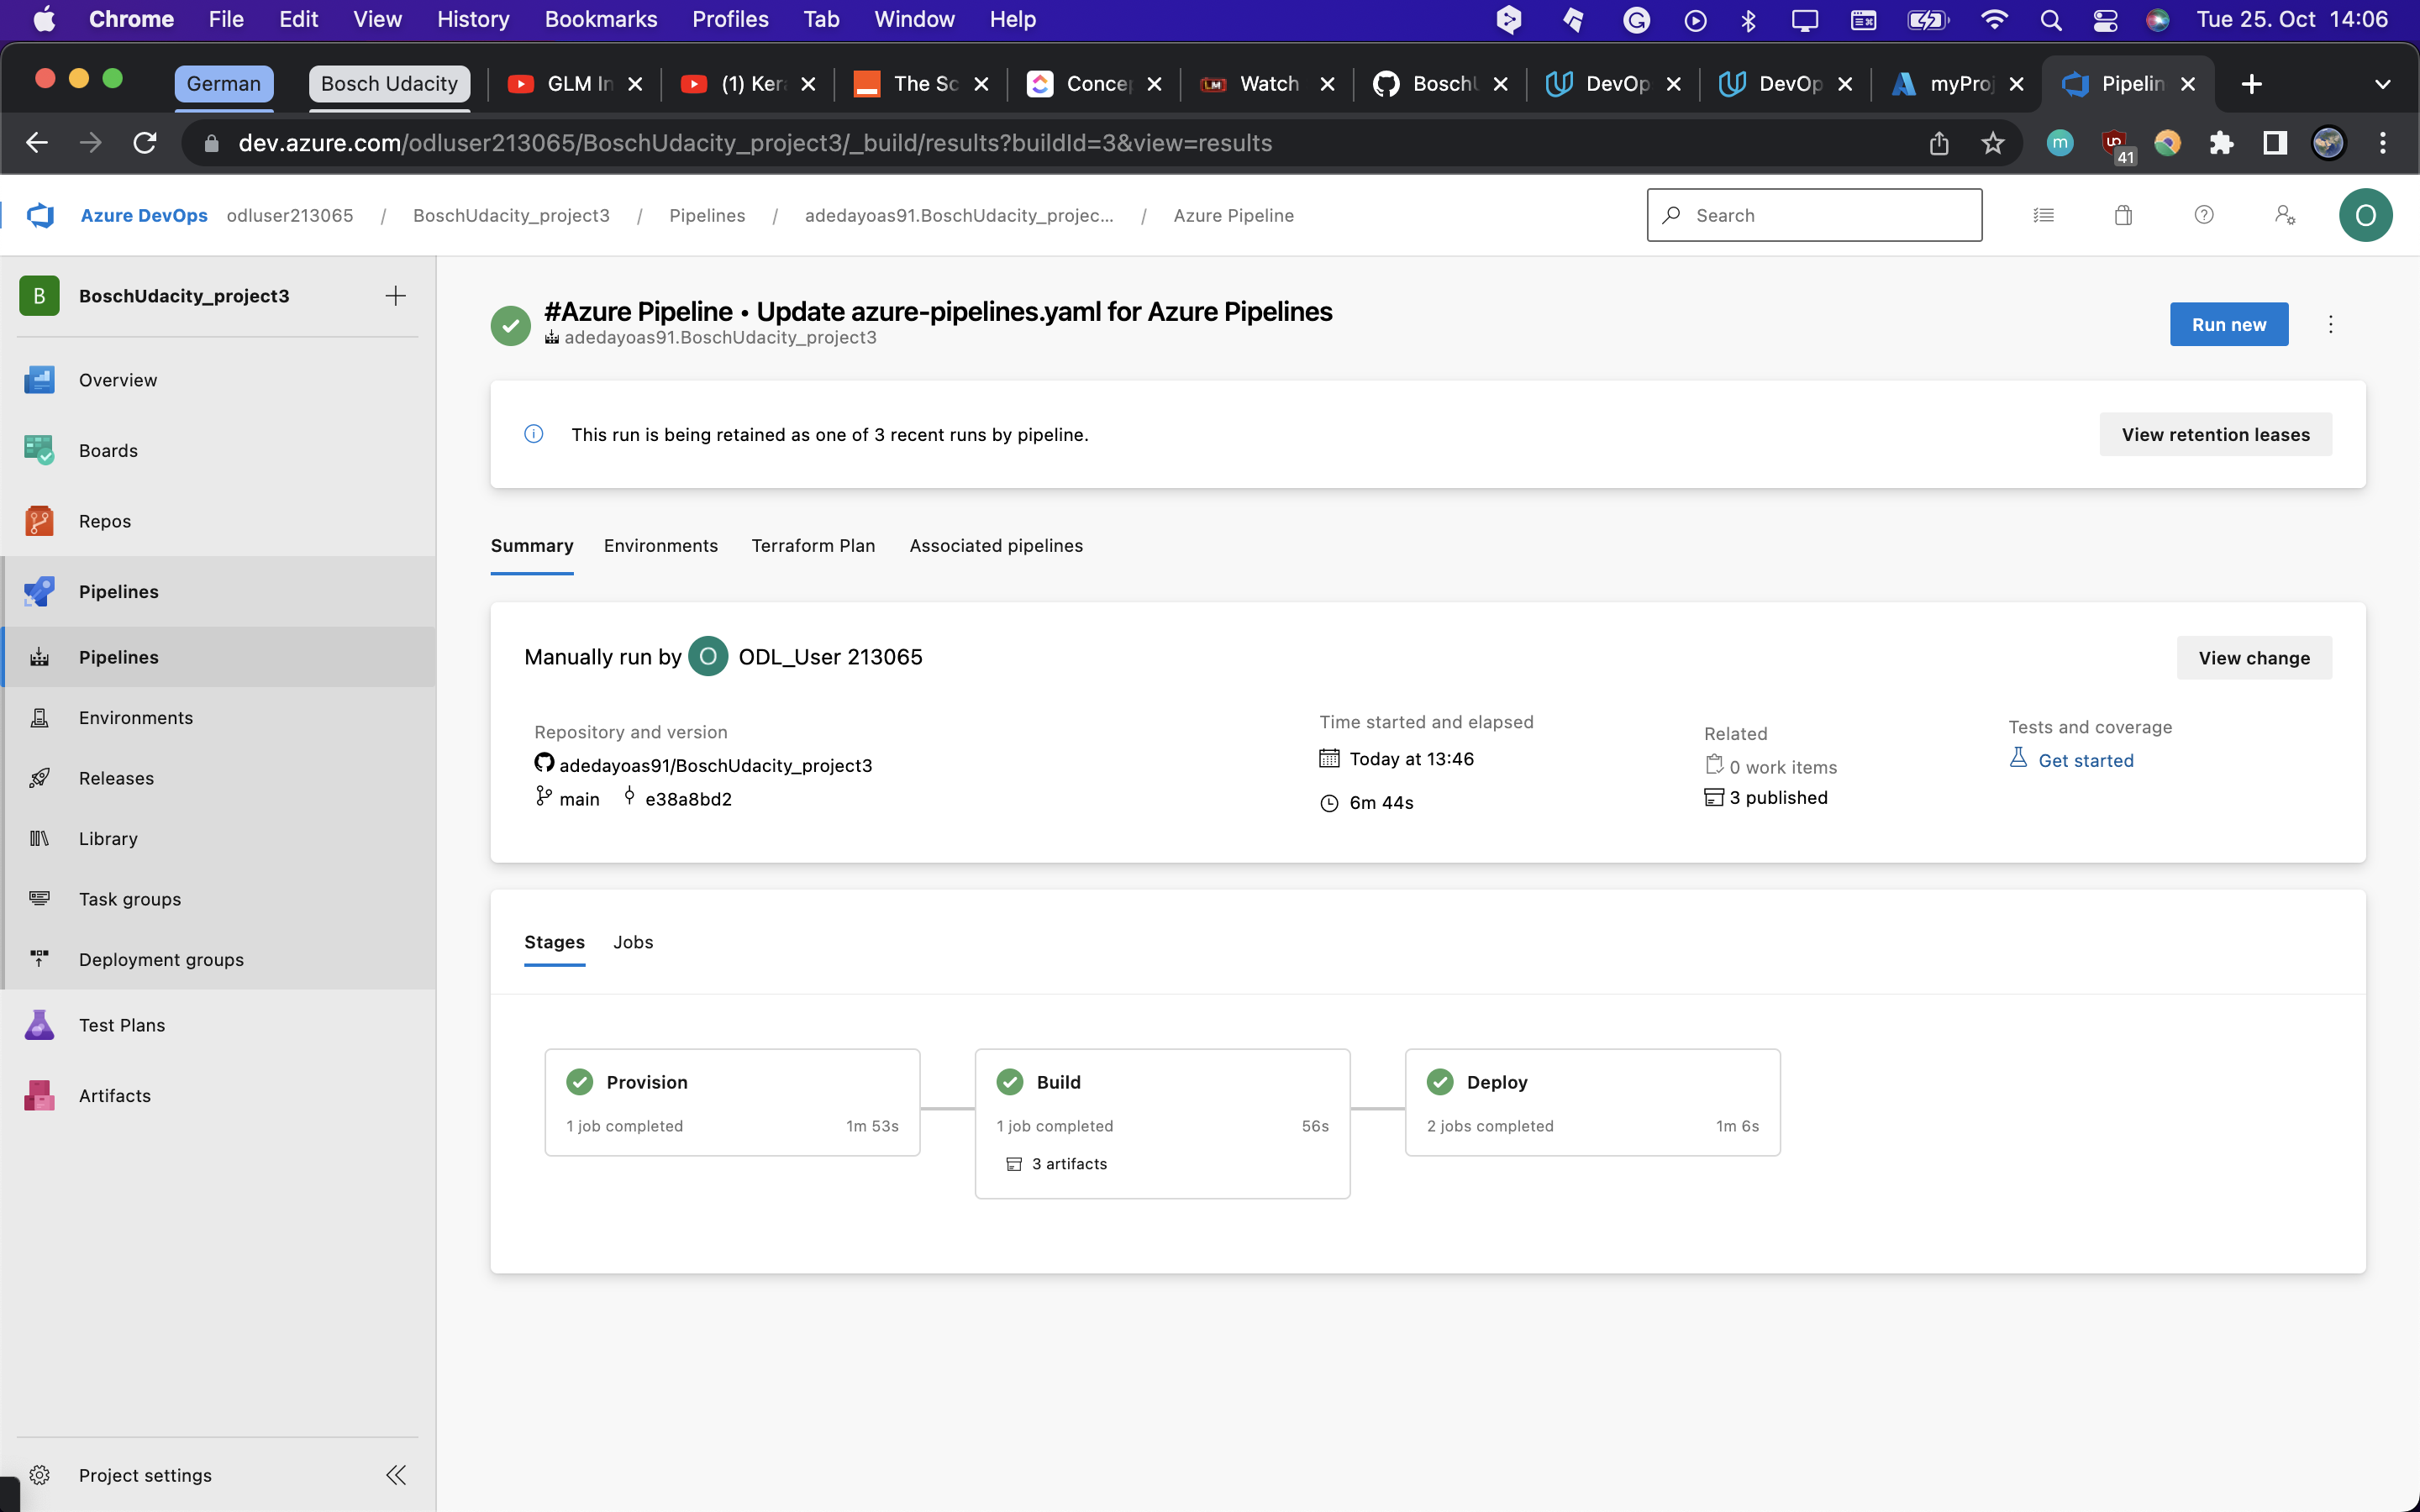 Chrome File Edit View History Bookmarks Profiles Tab Window Help Tue 25. Oct 14:06
German Bosch Udacity GLM In (1) Kera The Sc Concep Watch BoschU DevOp DevOp myProj Pipelin
dev.azure.com/odluser213065/BoschUdacity_project3/_build/results?buildId=3&view=results
m
41
Azure DevOps odluser213065 / BoschUdacity_project3 / Pipelines / adedayoas91.BoschUdacity_projec... / Azure Pipeline
Search
O
B BoschUdacity_project3
Overview
Boards
Repos
Pipelines
Pipelines
Environments
Releases
Library
Task groups
Deployment groups
Test Plans
Artifacts
Project settings
#Azure Pipeline • Update azure-pipelines.yaml for Azure Pipelines
adedayoas91.BoschUdacity_project3
Run new
This run is being retained as one of 3 recent runs by pipeline.
View retention leases
Summary Environments Terraform Plan Associated pipelines
Manually run by O ODL_User 213065
View change
Repository and version
adedayoas91/BoschUdacity_project3
main e38a8bd2
Time started and elapsed
Today at 13:46
6m 44s
Related
0 work items
3 published
Tests and coverage
Get started
Stages Jobs
Provision
1 job completed 1m 53s
Build
1 job completed 56s
3 artifacts
Deploy
2 jobs completed 1m 6s